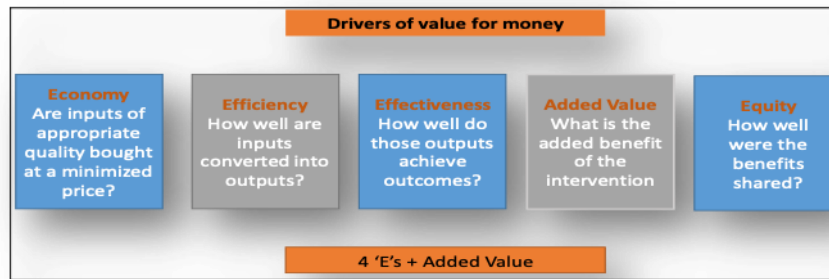 Drivers of value for money
Economy
Are inputs of
appropriate
quality bought
at a minimized
price?
Efficiency
How well are
inputs
converted into
outputs?
Effectiveness
How well do
those outputs
achieve
outcomes?
Added Value
What is the
added benefit
of the
intervention
Equity
How well
were the
benefits
shared?
4 ‘E’s + Added Value